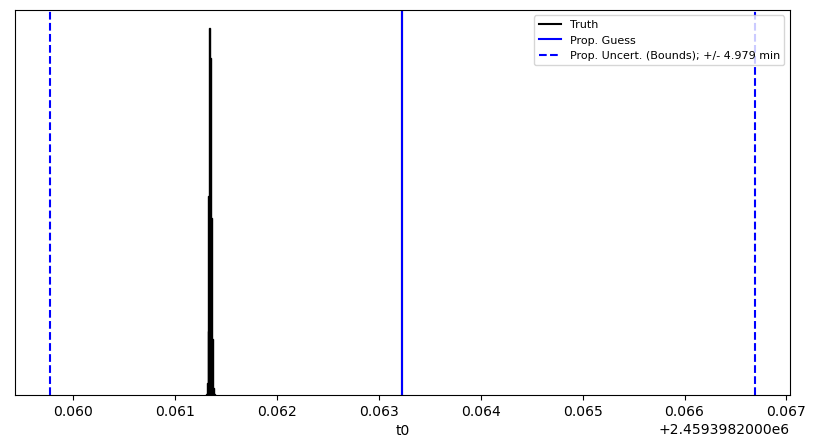 Truth
Prop. Guess
Prop. Uncert. (Bounds); +/- 4.979 min
0.060 0.061 0.062 0.063 0.064 0.065 0.066 0.067
t0
+2.4593982000e6